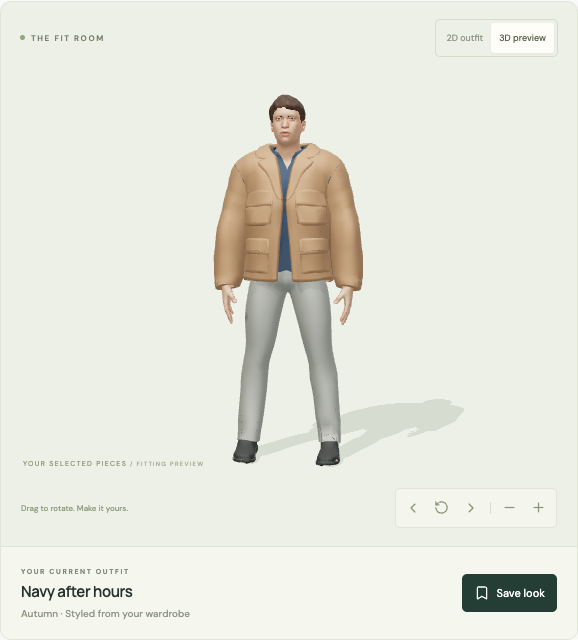 THE FIT ROOM
2D outfit
3D preview
YOUR SELECTED PIECES / FITTING PREVIEW
Drag to rotate. Make it yours.
YOUR CURRENT OUTFIT
Navy after hours
Autumn · Styled from your wardrobe
Save look